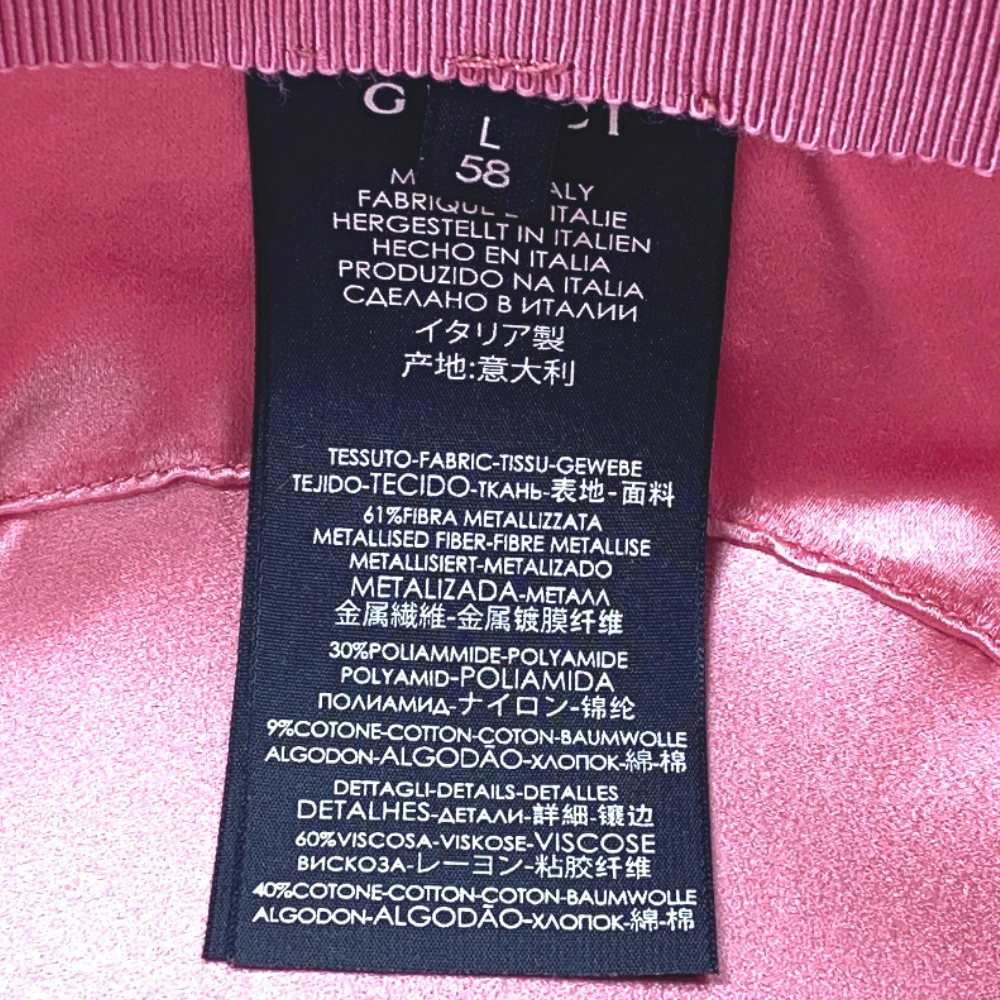 L
58
HERGESTELLT IN ITALIEN
HECHO EN ITALIA
PRODUZIDO NA ITALIA
СДЕЛАНО В ИТАЛИИ
イタリア製
产地:意大利
TESSUTO-FABRIC-TISSU-GEWEBE
TEJIDO-TECIDO-ТКАНЬ-表地-面料
61%FIBRA METALLIZZATA
METALLISED FIBER-FIBRE METALLISE
METALLISIERT-METALIZADO
METALIZADA-МЕТАЛЛ
金属繊維-金属镀膜纤维
30%POLIAMMIDE-POLYAMIDE
POLYAMID-POLIAMIDA
ПОЛИАМИД-ナイロン-锦纶
9%COTONE-COTTON-COTON-BAUMWOLLE
ALGODON-ALGODÃO-ХЛОПОК-綿-棉
DETTAGLI-DETAILS-DETALLES
DETALHES-ДЕТАЛИ-詳細-镶边
60%VISCOSA-VISKOSE-VISCOSE
ВИСКОЗА-レーヨン-粘胶纤维
40%COTONE-COTTON-COTON-BAUMWOLLE
ALGODON-ALGODÃO-ХЛОПОК-綿-棉